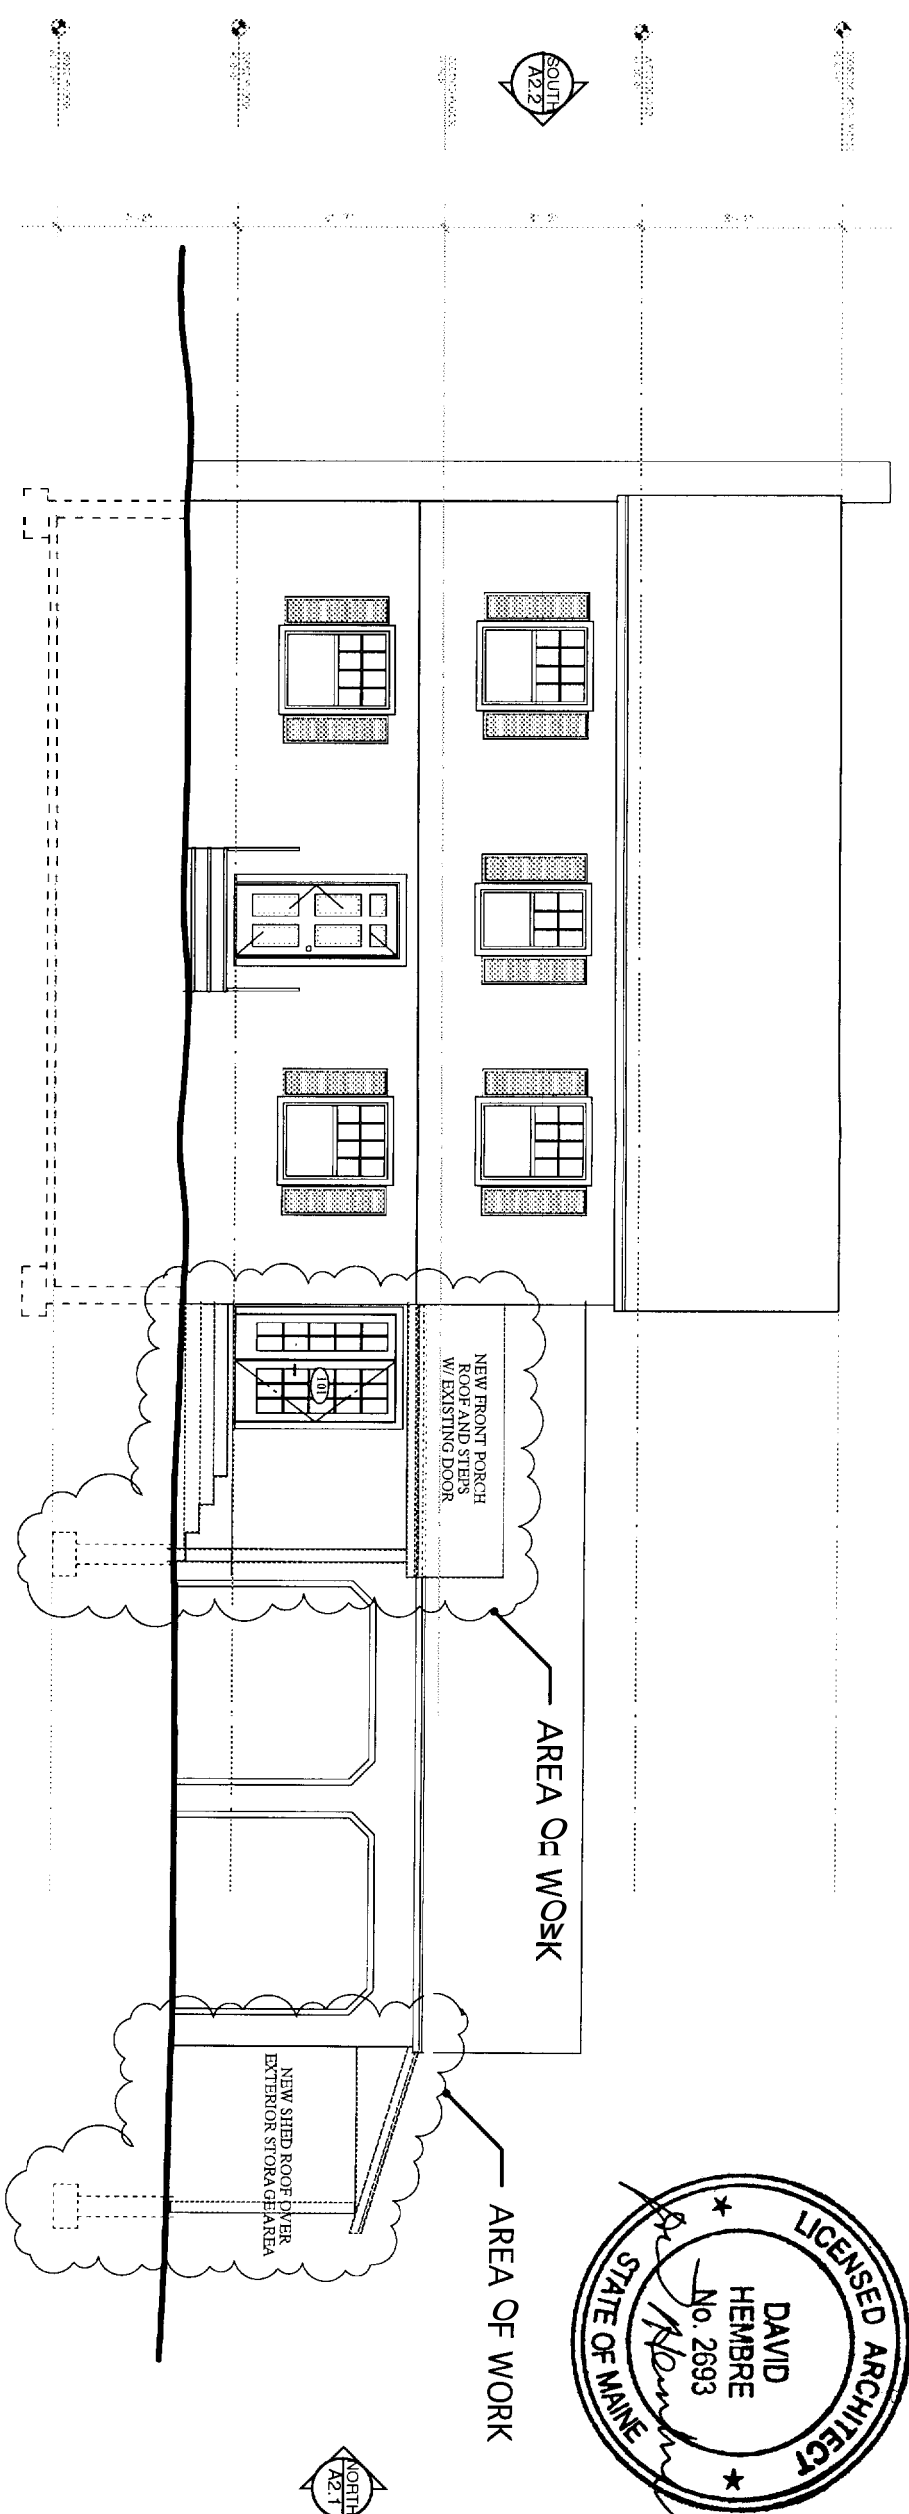 SOUTH
A2.2
NEW FRONT PORCH
ROOF AND STEPS
W/ EXISTING DOOR
101
AREA OF WORK
NEW SHED ROOF OVER
EXTERIOR STORAGE AREA
AREA OF WORK
LICENSED ARCHITECT
DAVID
HEMBRE
No. 2693
STATE OF MAINE
NORTH
A2.1